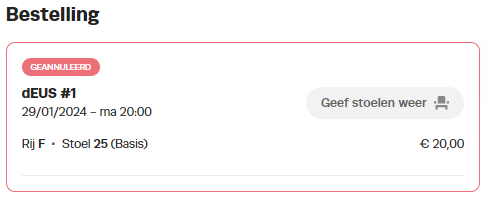 Bestelling
GEANNULEERD
dEUS #1
29/01/2024 - ma 20:00
Geef stoelen weer
Rij F · Stoel 25 (Basis)
€ 20,00